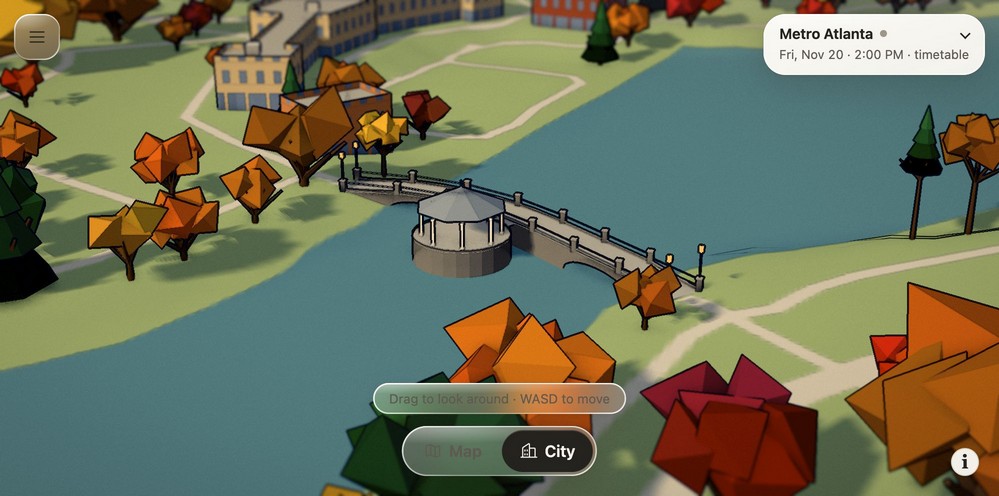 Metro Atlanta
Fri, Nov 20 · 2:00 PM · timetable
Drag to look around · WASD to move
Map
City
i